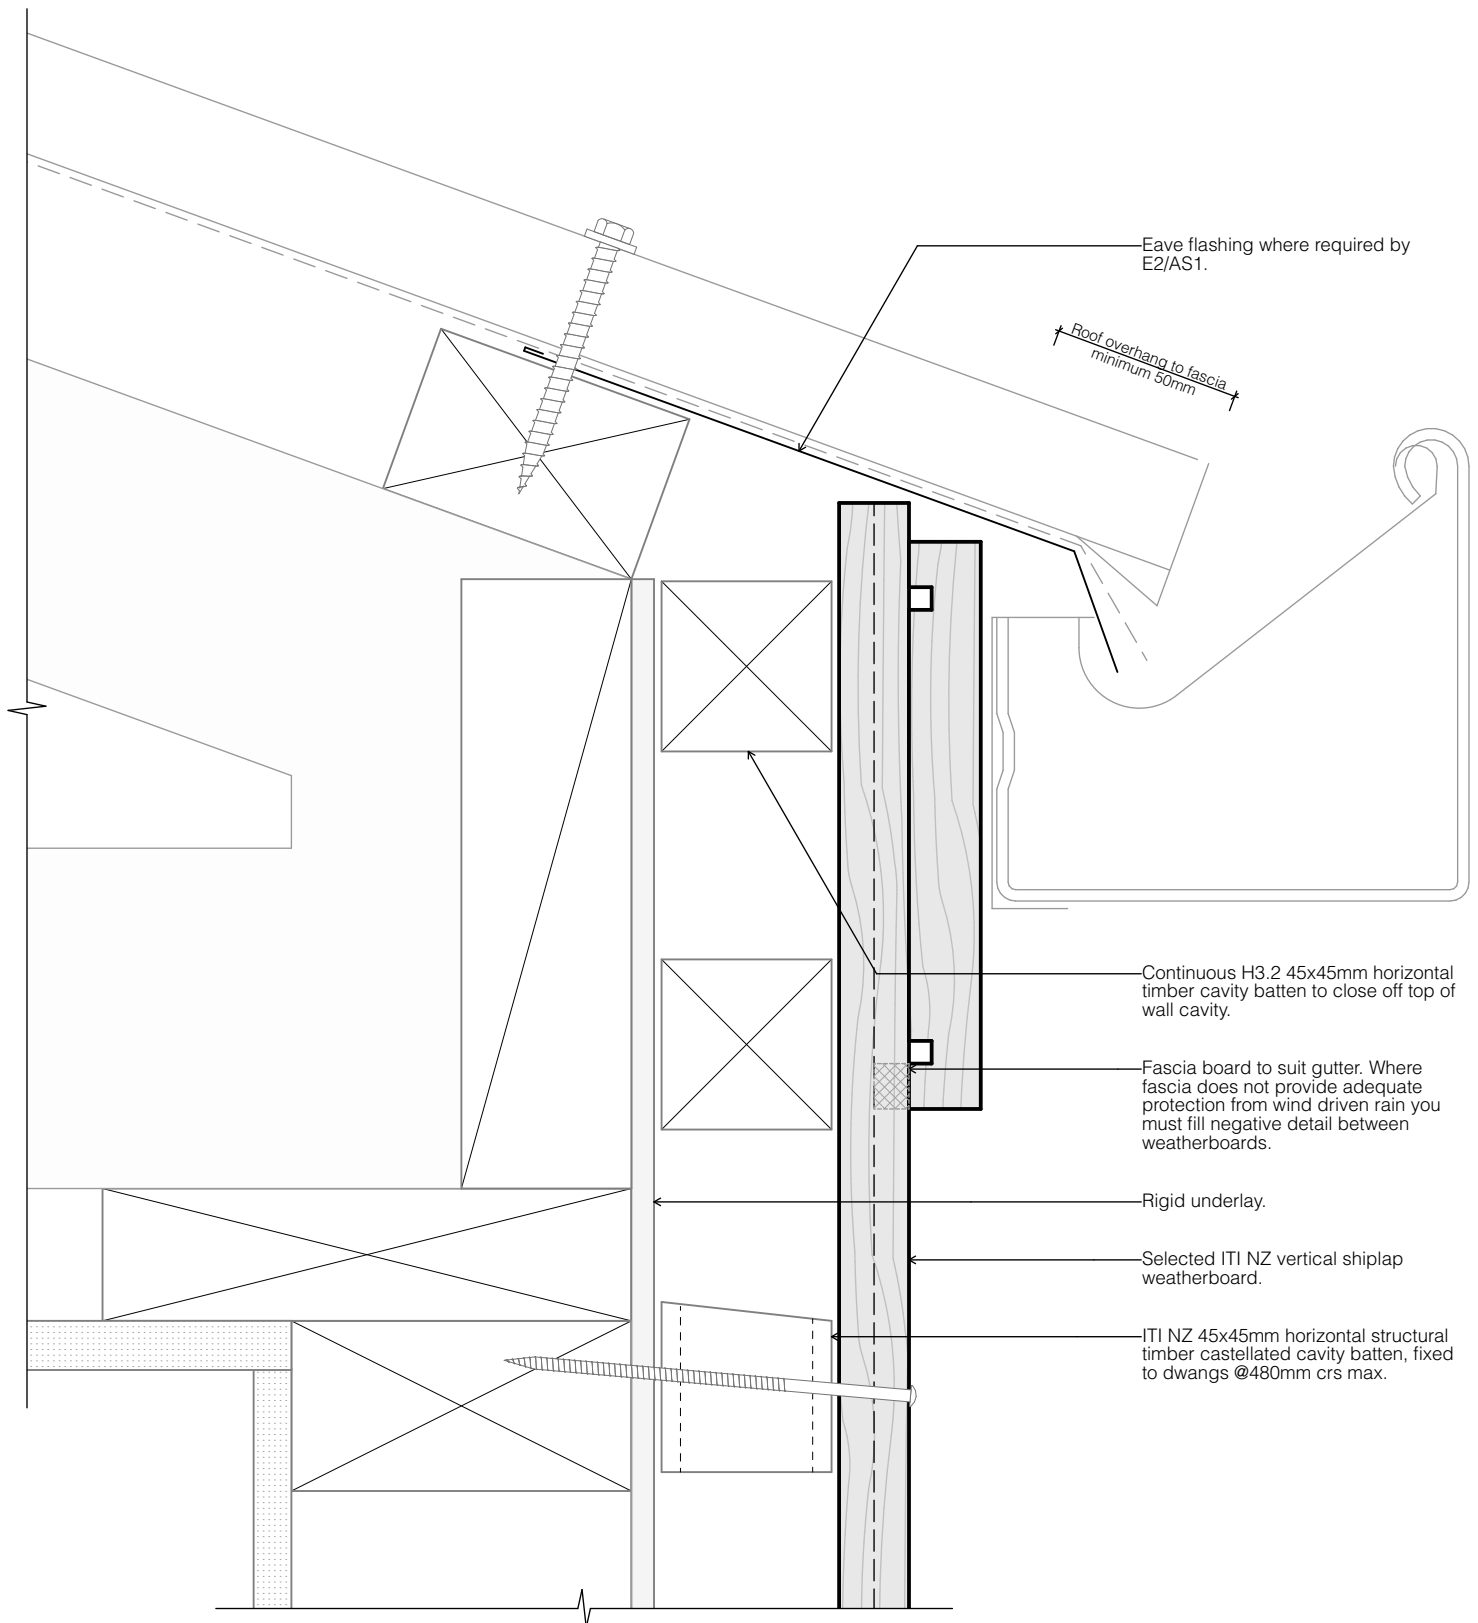 Eave flashing where required by
E2/AS1.
Roof overhang to fascia
minimum 50mm
Continuous H3.2 45x45mm horizontal
timber cavity batten to close off top of
wall cavity.
Fascia board to suit gutter. Where
fascia does not provide adequate
protection from wind driven rain you
must fill negative detail between
weatherboards.
Rigid underlay.
Selected ITI NZ vertical shiplap
weatherboard.
ITI NZ 45x45mm horizontal structural
timber castellated cavity batten, fixed
to dwangs @480mm crs max.